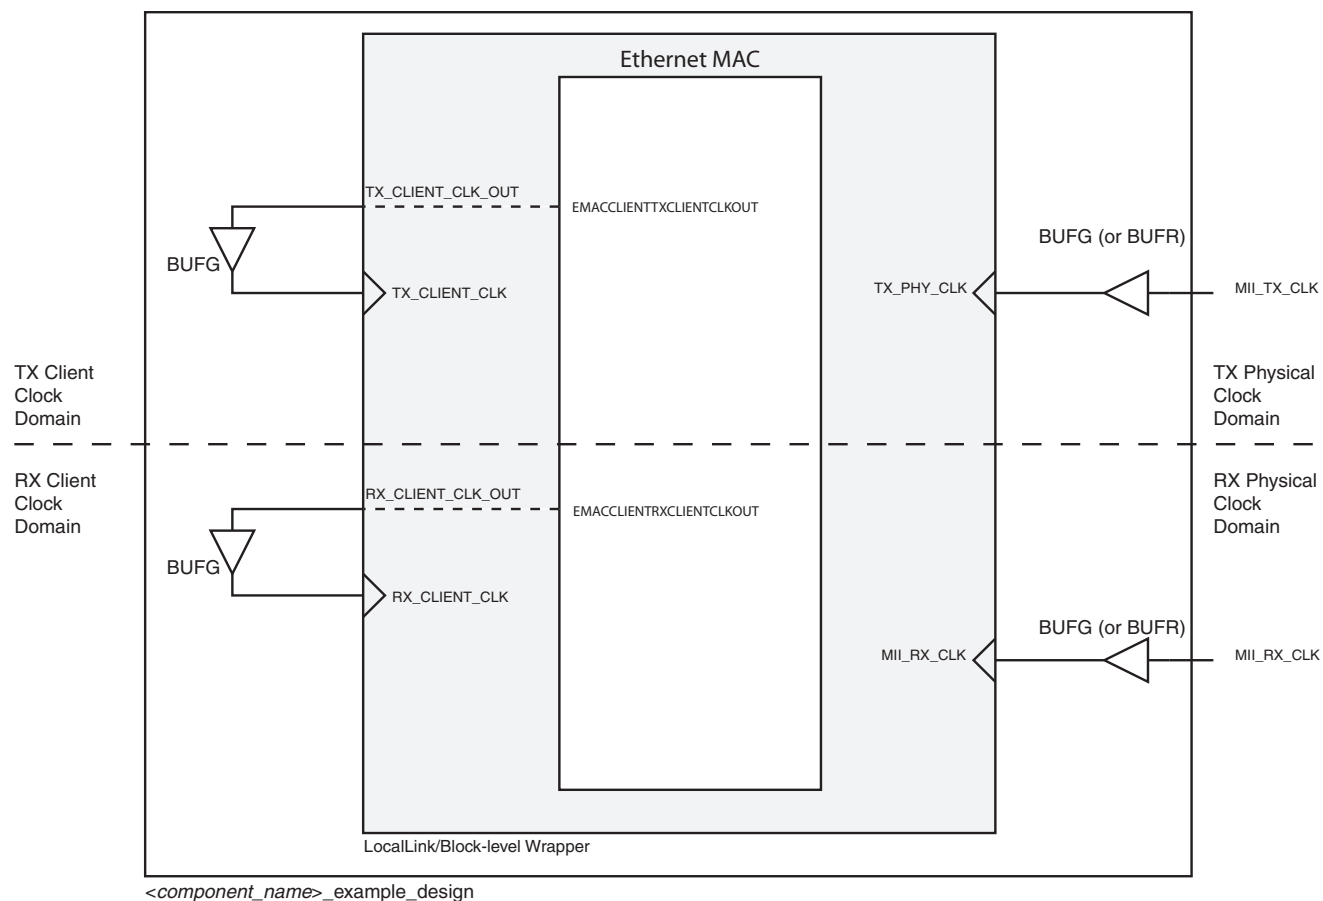 Ethernet MAC
TX_CLIENT_CLK_OUT
EMACCLIENTTXCLIENTCLKOUT
BUFG
TX_CLIENT_CLK
BUFG (or BUFR)
TX_PHY_CLK
MII_TX_CLK
TX Client
Clock
Domain
TX Physical
Clock
Domain
RX Client
Clock
Domain
RX Physical
Clock
Domain
RX_CLIENT_CLK_OUT
EMACCLIENTRXCLIENTCLKOUT
BUFG
RX_CLIENT_CLK
BUFG (or BUFR)
MII_RX_CLK
MII_RX_CLK
LocalLink/Block-level Wrapper
<component_name>_example_design